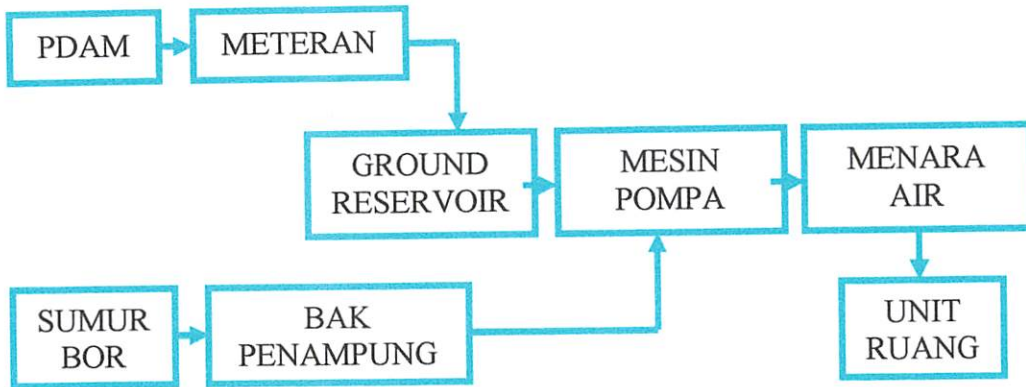 PDAM
METERAN
GROUND
RESERVOIR
MESIN
POMPA
MENARA
AIR
SUMUR
BOR
BAK
PENAMPUNG
UNIT
RUANG